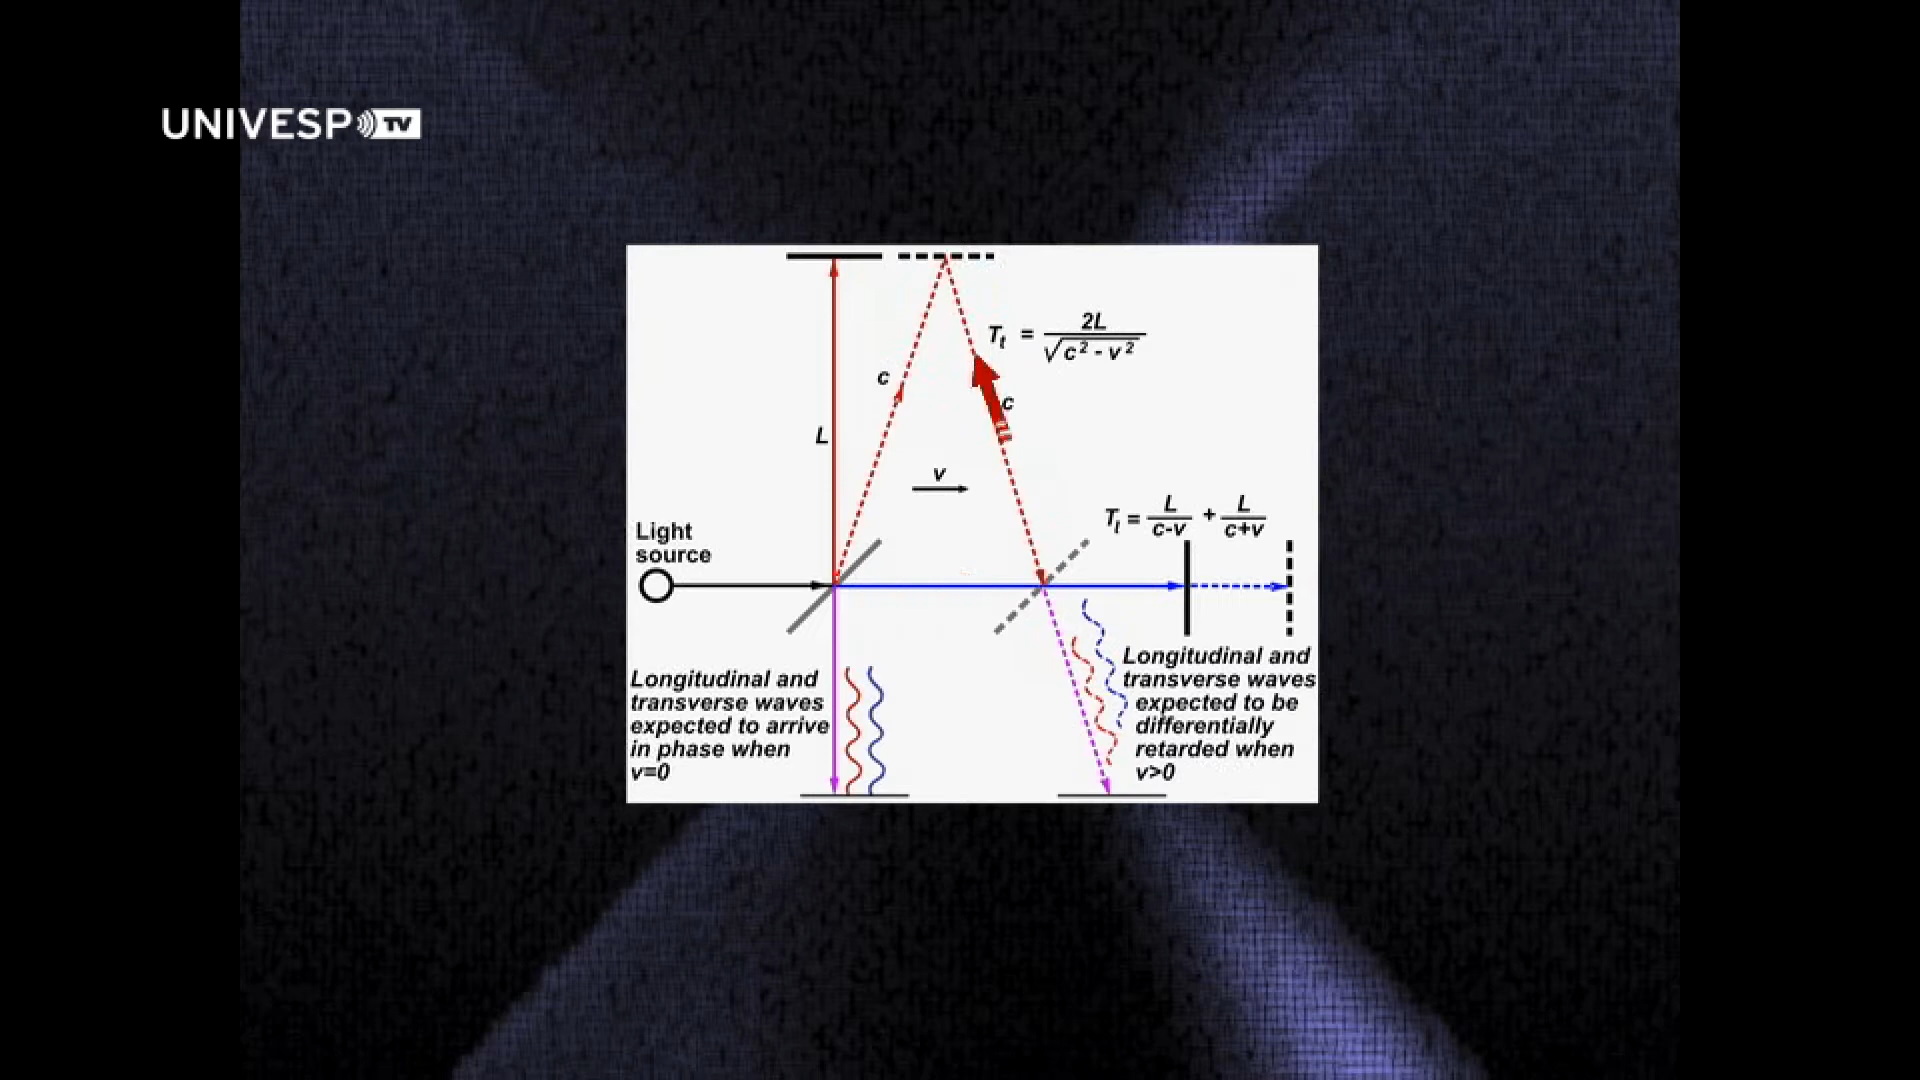 UNIVESP TV
T_t = 2L / √c² - v²
c
c
L
v
T_l = L / c-v + L / c+v
Light
source
Longitudinal and
transverse waves
expected to arrive
in phase when
v=0
Longitudinal and
transverse waves
expected to be
differentially
retarded when
v>0